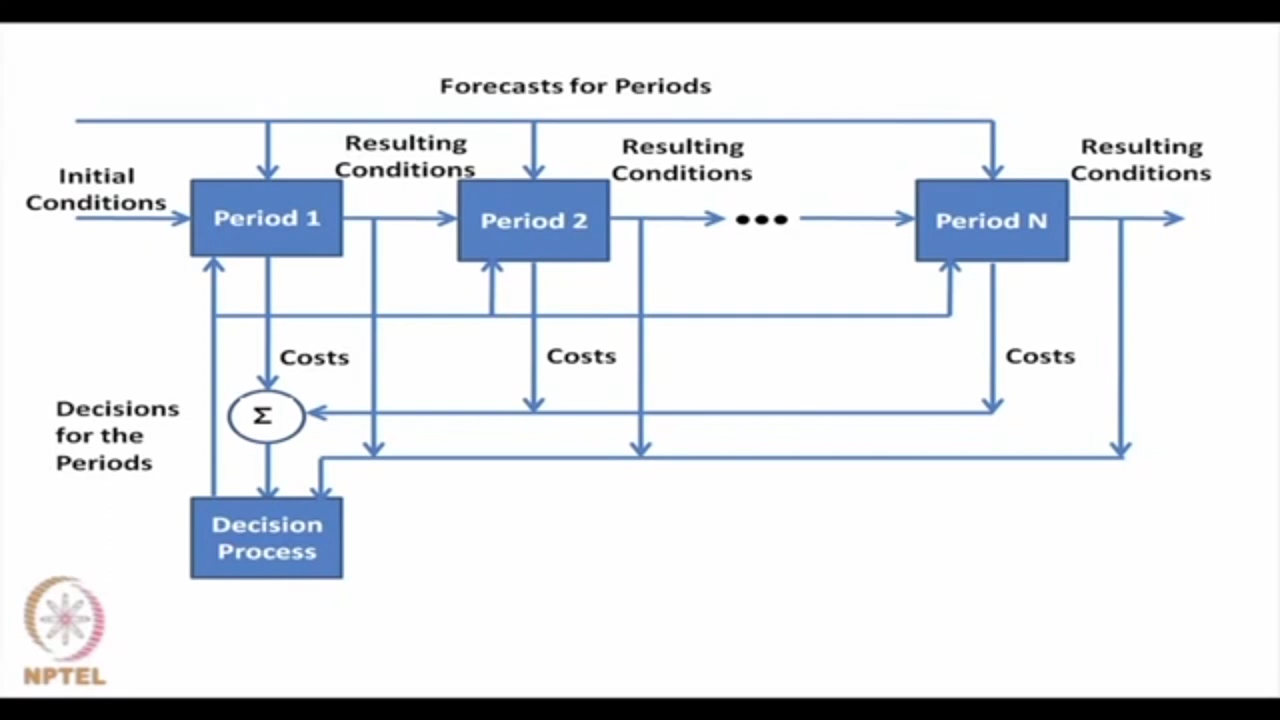 Forecasts for Periods
Initial
Conditions
Period 1
Resulting
Conditions
Period 2
Resulting
Conditions
Period N
Resulting
Conditions
Costs
Costs
Costs
Σ
Decisions
for the
Periods
Decision
Process
NPTEL